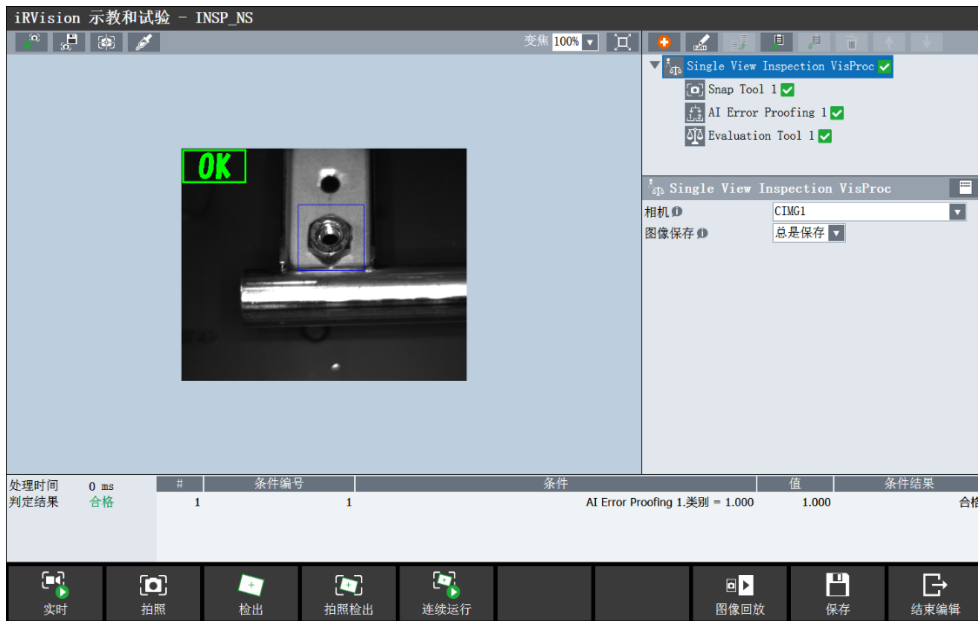 iRVision 示教和试验 - INSP_NS
变焦 100%
Single View Inspection VisProc
Snap Tool 1
AI Error Proofing 1
Evaluation Tool 1
OK
Single View Inspection VisProc
相机 CIMG1
图像保存 总是保存
处理时间 0 ms
判定结果 合格
# 条件编号 条件 值 条件结果
1 1 AI Error Proofing 1.类别 = 1.000 1.000 合格
实时 拍照 检出 拍照检出 连续运行 图像回放 保存 结束编辑